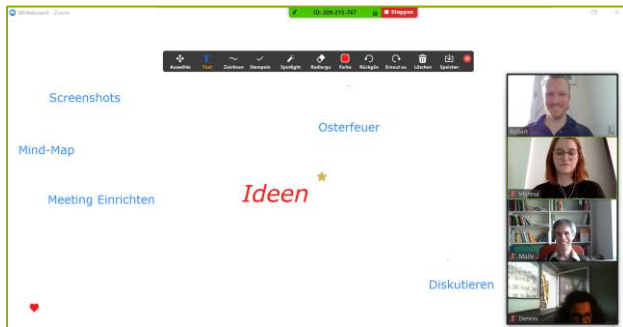 Whiteboard - Zoom
ID: 209-215-767
Stoppen
Auswähle Text Zeichnen Stempeln Spotlight Radiergu Farbe Rückgän Erneut au Löschen Speicher
Screenshots
Osterfeuer
Mind-Map
Meeting Einrichten
Ideen
Diskutieren
Robert
Maresa
Malte
Dennis